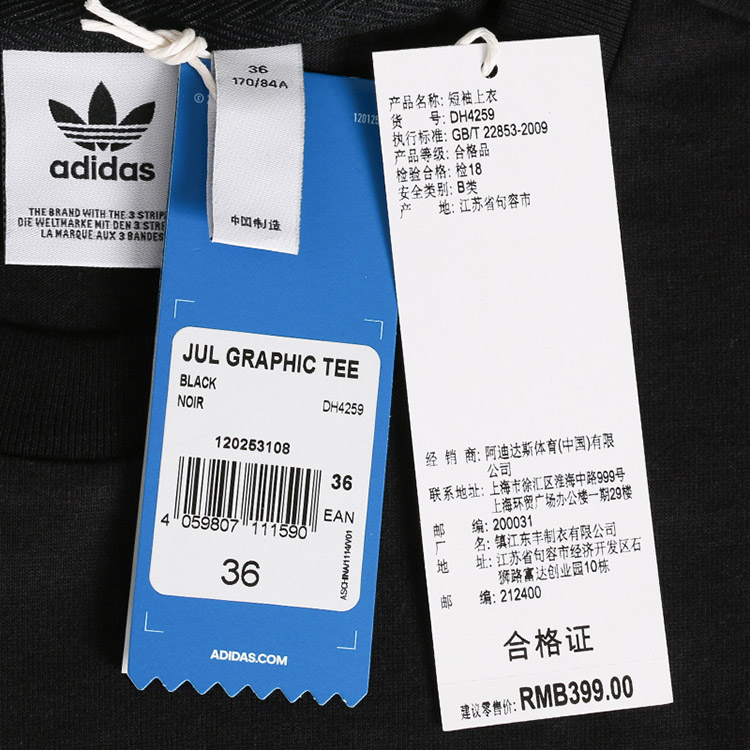 adidas
THE BRAND WITH THE 3 STRIP
DIE WELTMARKE MIT DEN 3 STRE
LA MARQUE AUX 3 BANDES
36
170/84A
中国制造
©
120125
JUL GRAPHIC TEE
BLACK
NOIR DH4259
120253108
36
EAN
4 059807 111590
ASCHINA/1114/V01
36
ADIDAS.COM
产品名称: 短袖上衣
货 号: DH4259
执行标准: GB/T 22853-2009
产品等级: 合格品
检验合格: 检18
安全类别: B类
产 地: 江苏省句容市
经 销 商: 阿迪达斯体育(中国)有限
公司
联系地址: 上海市徐汇区淮海中路999号
上海环贸广场办公楼一期29楼
邮 编: 200031
厂 名: 镇江东丰制衣有限公司
地 址: 江苏省句容市经济开发区石
狮路富达创业园10栋
邮 编: 212400
合格证
建议零售价: RMB399.00